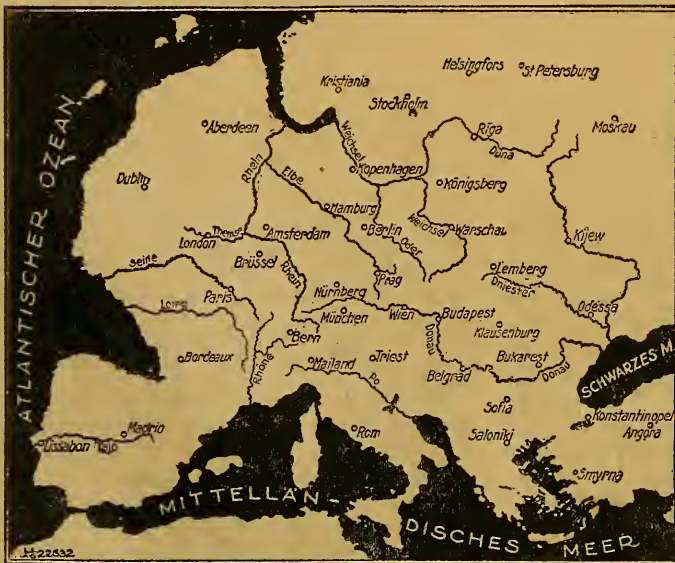 Helsingfors
St Petersburg
Kristiania
Stockholm
Aberdeen
Weichsel
Riga
Moskau
Düna
Rhein
Kopenhagen
Elbe
Königsberg
Dublin
Hamburg
Berlin
Weichsel
Warschau
Themse
Amsterdam
Oder
London
Kijew
Brüssel
Seine
Rhein
Prag
Lemberg
Dniester
Paris
Nürnberg
Loire
München
Wien
Budapest
Odessa
Bern
Donau
Klausenburg
Bordeaux
Rhône
Mailand
Triest
Bukarest
Belgrad
Donau
SCHWARZES M.
Po
Sofia
Konstantinopel
Madrid
Lissabon
Tajo
Rom
Saloniki
Angora
Smyrna
ATLANTISCHER OZEAN
MITTELLÄN-
DISCHES MEER
22632